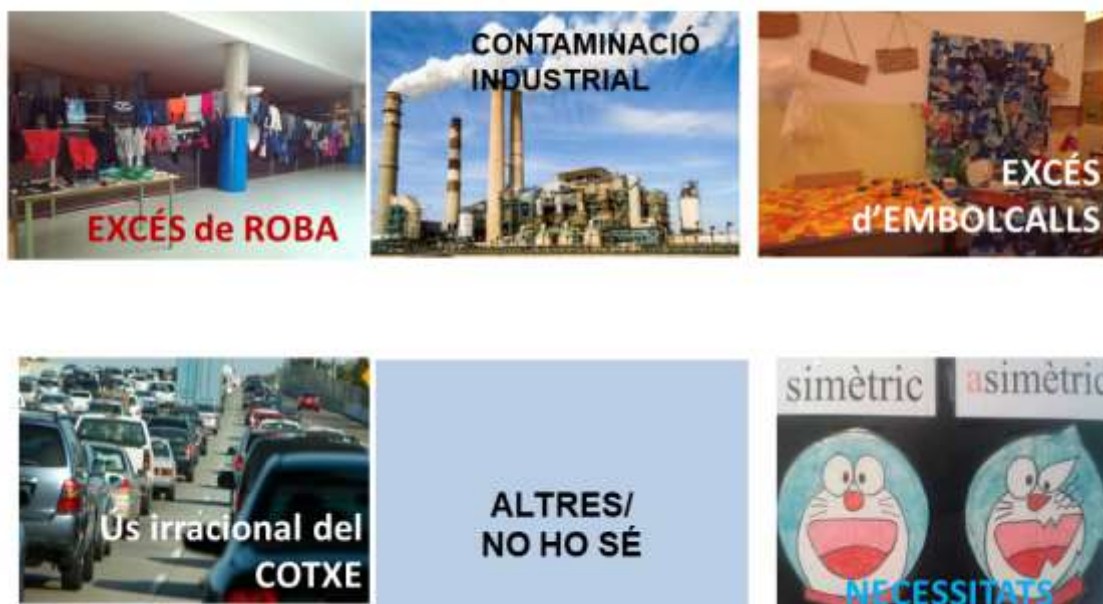 EXCÉS de ROBA
CONTAMINACIÓ
INDUSTRIAL
EXCÉS
d'EMBOLCALLS
Us irracional del
COTXE
ALTRES/
NO HO SÉ
simètric
asimètric
NECESSITATS